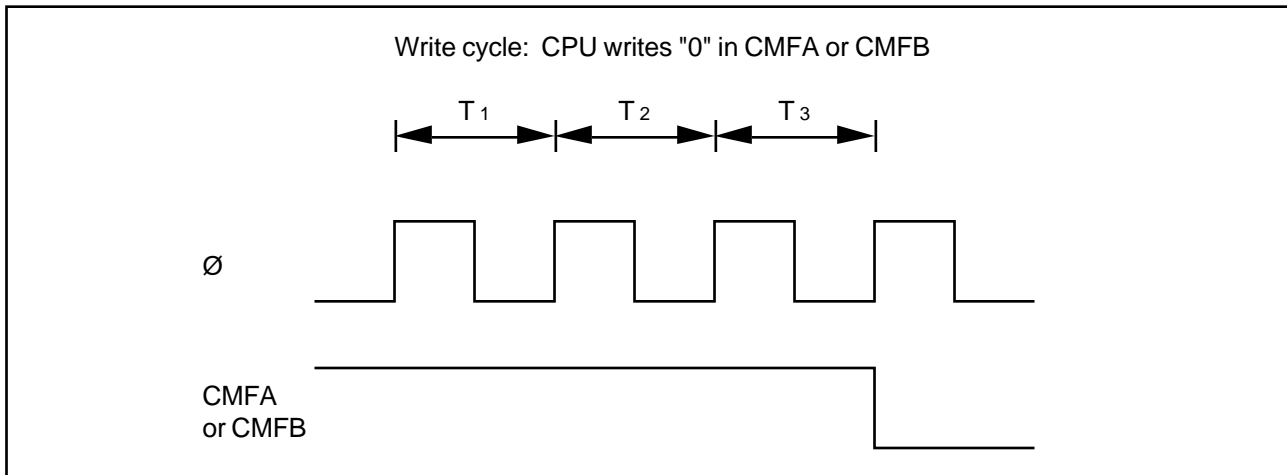 Write cycle: CPU writes "0" in CMFA or CMFB
T1 T2 T3
Ø
CMFA
or CMFB